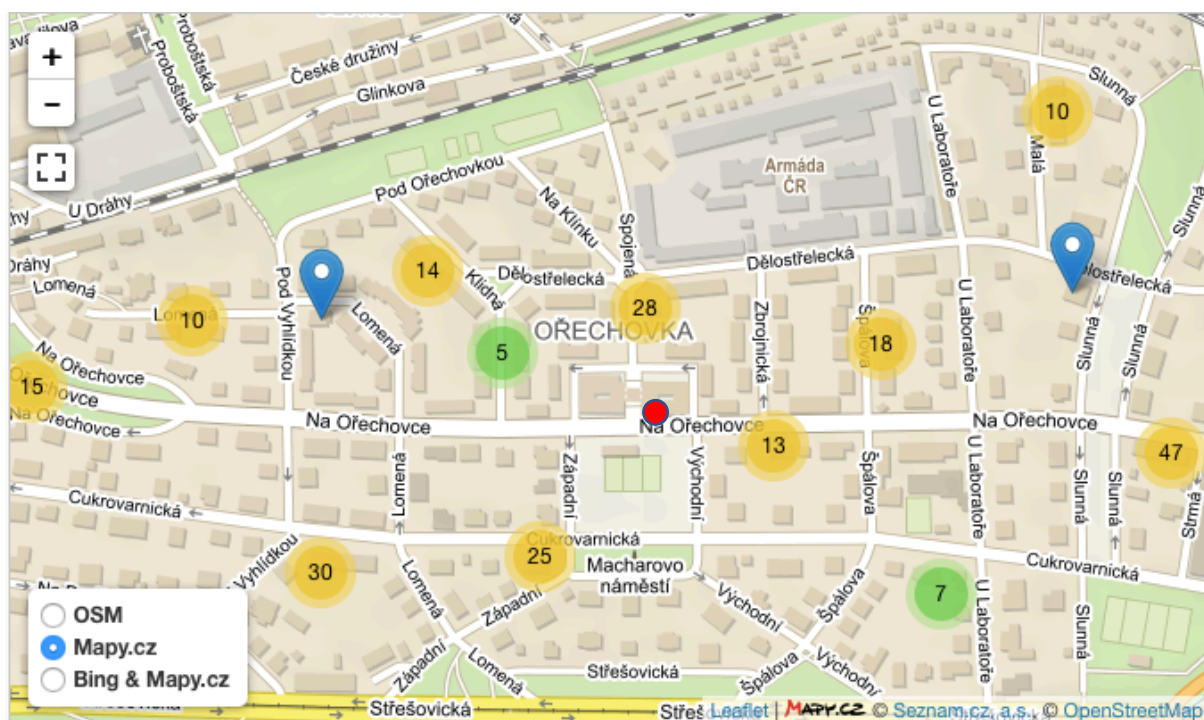 Proboštská
Proboštská
České družiny
Glinkova
Slunná
10
Malá
U Laboratoře
Armáda
ČR
Pod Ořechovkou
Na Klínku
Spojená
U Dráhy
Slunná
Dráhy
Lomená
Pod Vyhlídkou
14
Klidná
Dělostřelecká
Dělostřelecká
Dělostřelecká
Lomená
10
Lomená
28
OŘECHOVKA
Zbrojnická
Špálova
18
U Laboratoře
Slunná
Slunná
5
Na Ořechovce
15
Ořechovce
Na Ořechovce
Na Ořechovce
Na Ořechovce
Na Ořechovce
13
47
Lomená
Západní
Východní
Špálova
U Laboratoře
Slunná
Slunná
Strmá
Cukrovarnická
Cukrovarnická
Cukrovarnická
25
30
Vyhlídkou
Macharovo
náměstí
Lomená
Západní
Východní
Špálova
7
U Laboratoře
Slunná
+
−
OSM
Mapy.cz
Bing & Mapy.cz
Západní
Lomená
Střešovická
Špálova
Východní
Střešovická
Leaflet | MAPY.CZ © Seznam.cz, a.s., © OpenStreetMap